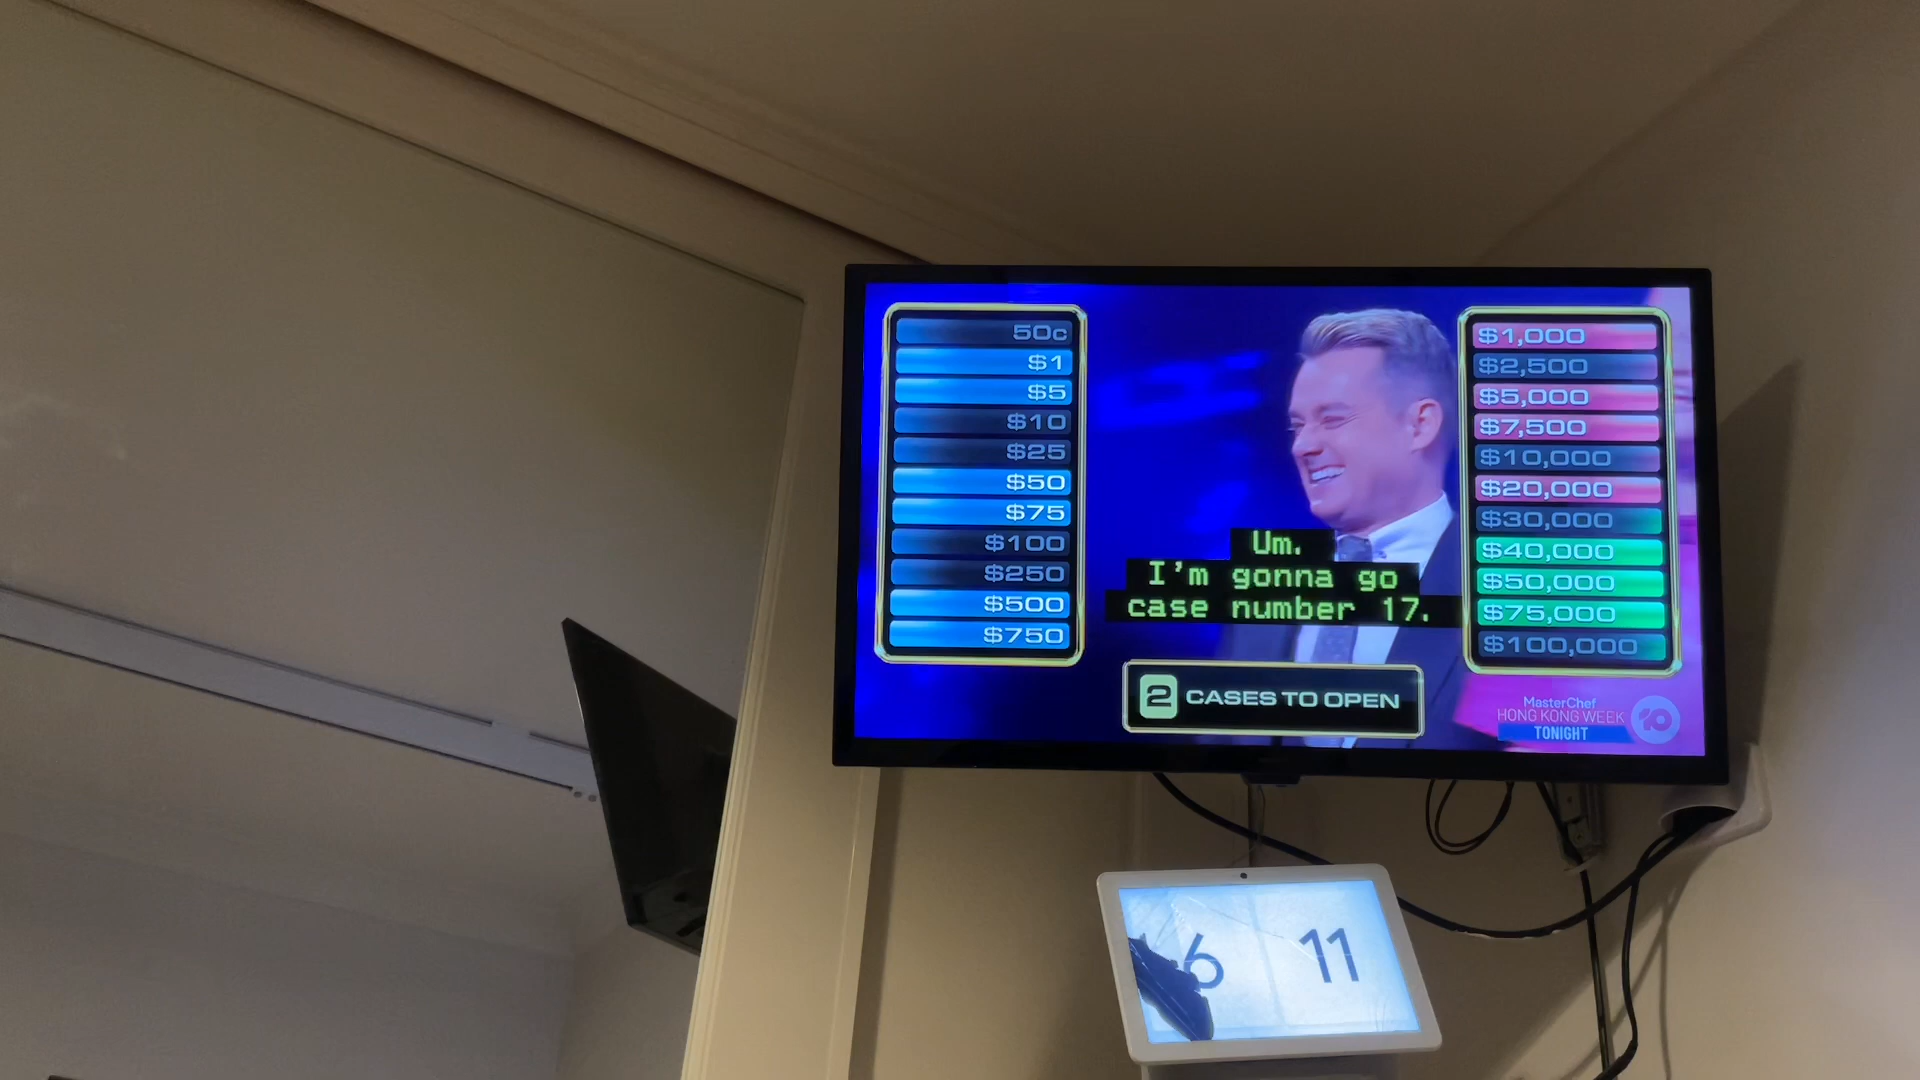 50c
$1
$5
$10
$25
$50
$75
$100
$250
$500
$750
$1,000
$2,500
$5,000
$7,500
$10,000
$20,000
$30,000
$40,000
$50,000
$75,000
$100,000
Um.
I'm gonna go
case number 17.
2 CASES TO OPEN
MasterChef
HONG KONG WEEK
TONIGHT
10
6 11